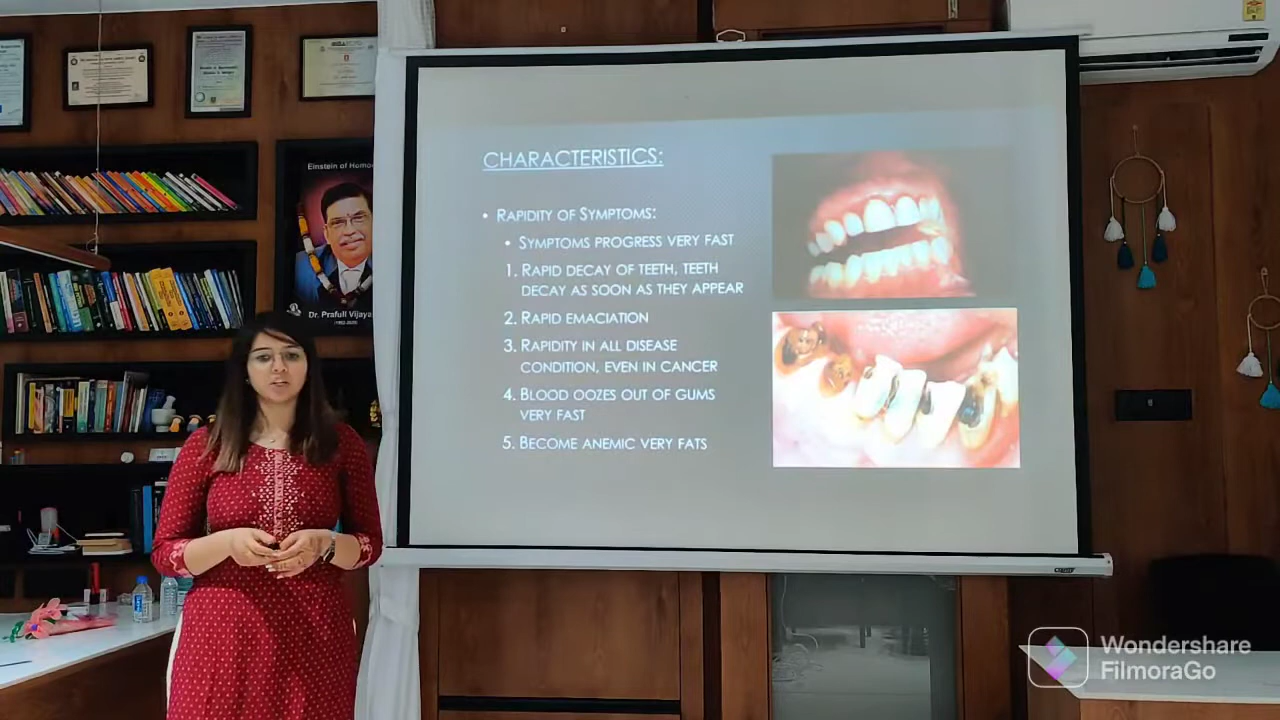 Einstein of Homoe
Dr. Prafull Vijaya
CHARACTERISTICS:
• RAPIDITY OF SYMPTOMS:
• SYMPTOMS PROGRESS VERY FAST
1. RAPID DECAY OF TEETH, TEETH
DECAY AS SOON AS THEY APPEAR
2. RAPID EMACIATION
3. RAPIDITY IN ALL DISEASE
CONDITION, EVEN IN CANCER
4. BLOOD OOZES OUT OF GUMS
VERY FAST
5. BECOME ANEMIC VERY FATS
Wondershare
FilmoraGo